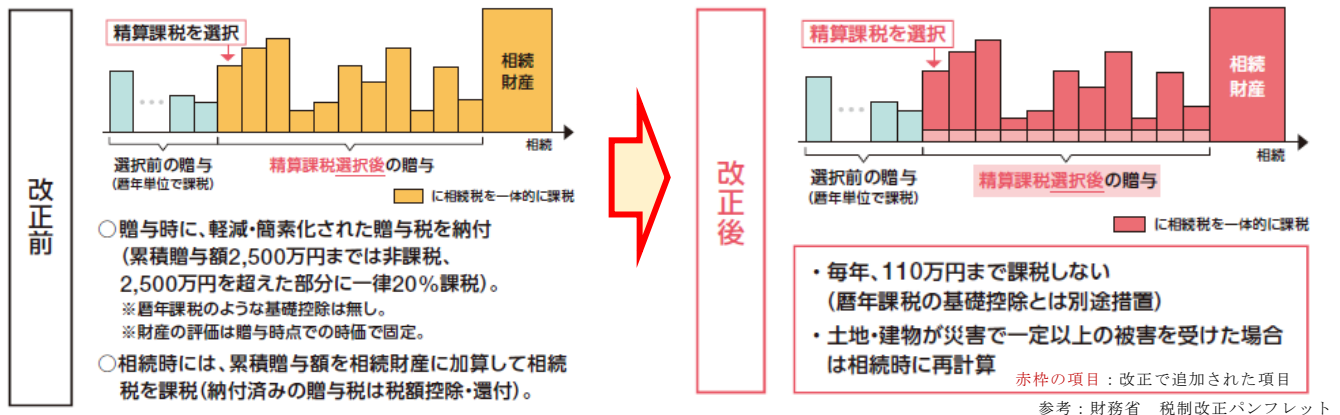 改正前
精算課税を選択
相続
財産
…
相続
選択前の贈与
(暦年単位で課税)
精算課税選択後の贈与
に相続税を一体的に課税
○贈与時に、軽減・簡素化された贈与税を納付
(累積贈与額2,500万円までは非課税、
2,500万円を超えた部分に一律20%課税)。
※暦年課税のような基礎控除は無し。
※財産の評価は贈与時点での時価で固定。
○相続時には、累積贈与額を相続財産に加算して相続
税を課税(納付済みの贈与税は税額控除・還付)。
改正後
精算課税を選択
相続
財産
…
相続
選択前の贈与
(暦年単位で課税)
精算課税選択後の贈与
に相続税を一体的に課税
・毎年、110万円まで課税しない
(暦年課税の基礎控除とは別途措置)
・土地・建物が災害で一定以上の被害を受けた場合
は相続時に再計算
赤枠の項目：改正で追加された項目
参考：財務省 税制改正パンフレット